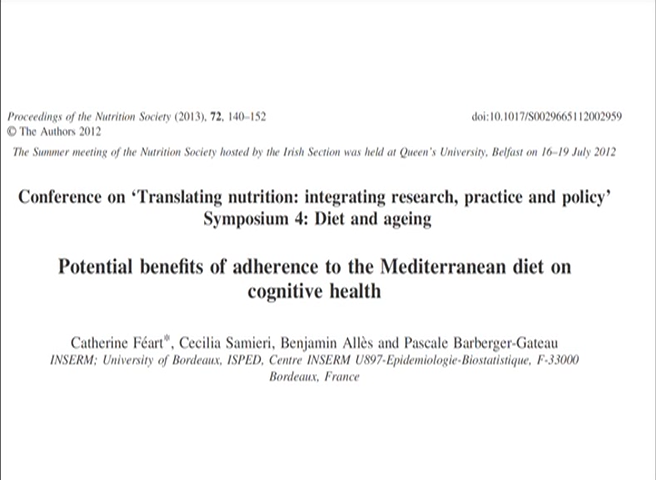 Proceedings of the Nutrition Society (2013), 72, 140–152
doi:10.1017/S0029665112002959
© The Authors 2012
The Summer meeting of the Nutrition Society hosted by the Irish Section was held at Queen's University, Belfast on 16–19 July 2012
Conference on ‘Translating nutrition: integrating research, practice and policy’
Symposium 4: Diet and ageing
Potential benefits of adherence to the Mediterranean diet on
cognitive health
Catherine Féart*, Cecilia Samieri, Benjamin Allès and Pascale Barberger-Gateau
INSERM; University of Bordeaux, ISPED, Centre INSERM U897-Epidemiologie-Biostatistique, F-33000
Bordeaux, France